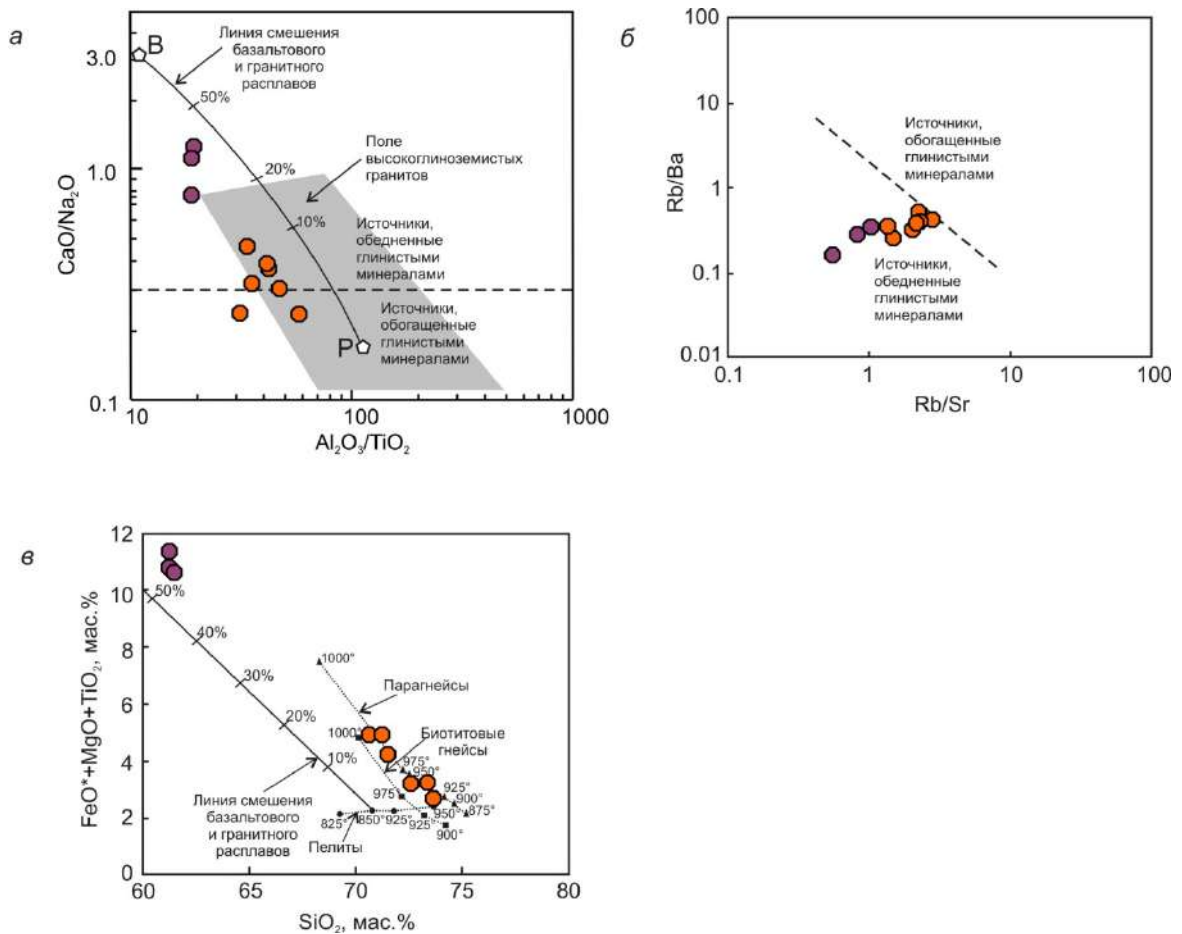 а
CaO/Na₂O
3.0
1.0
0.1
B
Линия смешения
базальтового
и гранитного
расплавов
50%
20%
10%
Поле
высокоглиноземистых
гранитов
Источники,
обедненные
глинистыми
минералами
Источники,
обогащенные
глинистыми
минералами
P
10
100
1000
Al₂O₃/TiO₂
б
Rb/Ba
100
10
1
0.1
0.01
Источники,
обогащенные
глинистыми
минералами
Источники,
обедненные
глинистыми
минералами
0.1
1
10
100
Rb/Sr
в
FeO*+MgO+TiO₂, мас.%
12
10
8
6
4
2
0
50%
40%
30%
20%
10%
1000°
Парагнейсы
1000°
Биотитовые
гнейсы
975°
950°
975°
925°
900°
875°
950°
825°
850°
925°
925°
900°
Линия смешения
базальтового
и гранитного
расплавов
Пелиты
60
65
70
75
80
SiO₂, мас.%